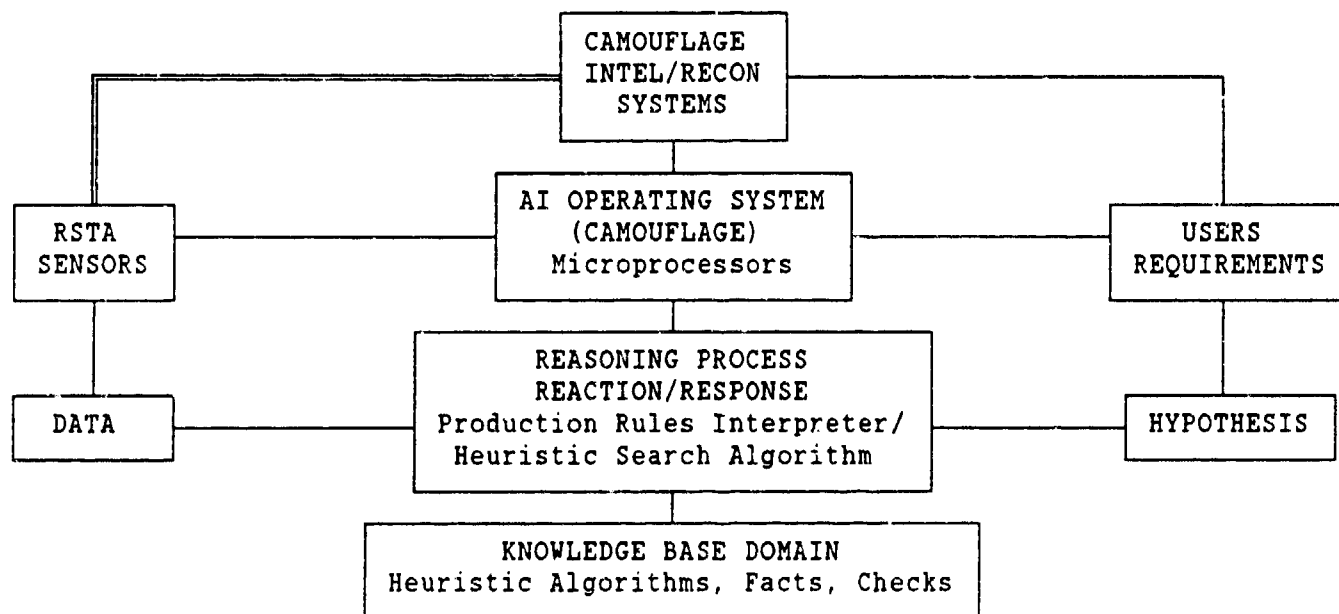 CAMOUFLAGE
INTEL/RECON
SYSTEMS
AI OPERATING SYSTEM
(CAMOUFLAGE)
Microprocessors
RSTA
SENSORS
USERS
REQUIREMENTS
REASONING PROCESS
REACTION/RESPONSE
Production Rules Interpreter/
Heuristic Search Algorithm
DATA
HYPOTHESIS
KNOWLEDGE BASE DOMAIN
Heuristic Algorithms, Facts, Checks